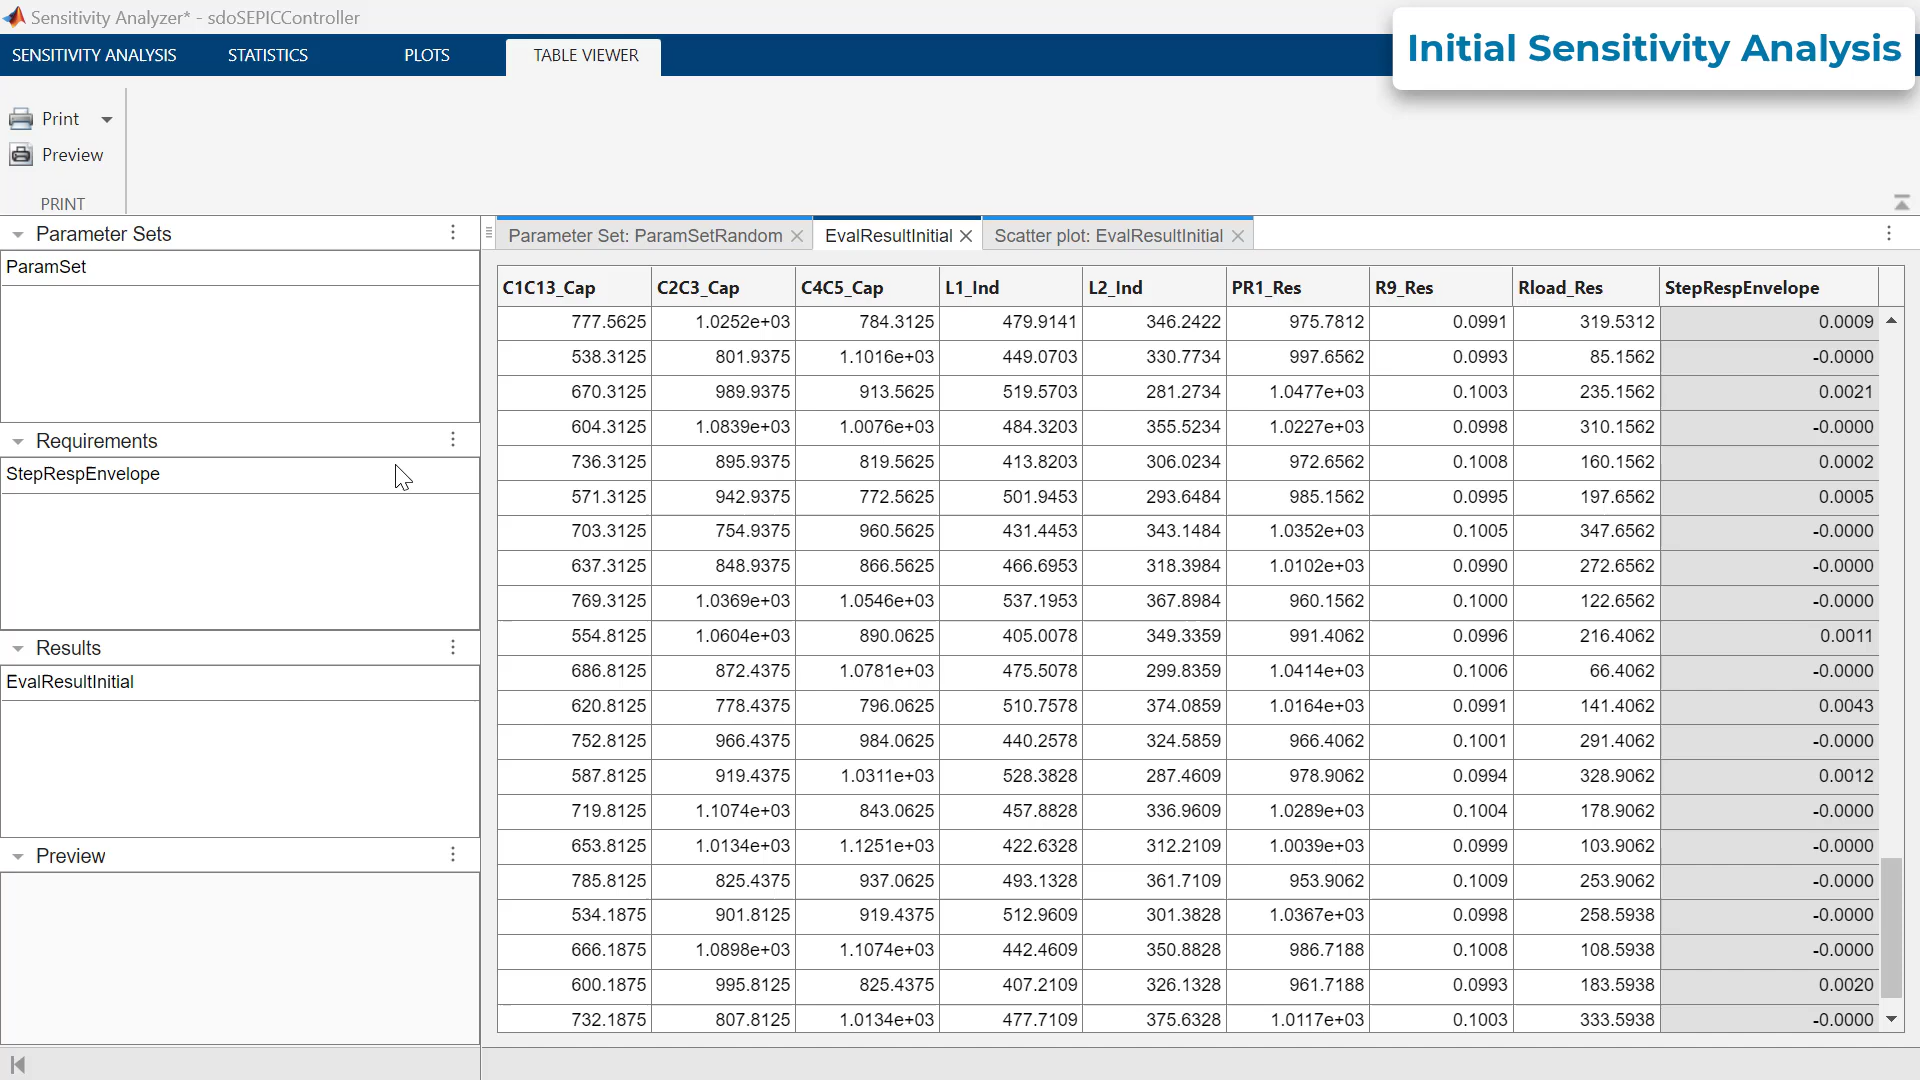 Sensitivity Analyzer* - sdoSEPICController
Initial Sensitivity Analysis
SENSITIVITY ANALYSIS STATISTICS PLOTS TABLE VIEWER
Print
Preview
PRINT
Parameter Sets
ParamSet
Requirements
StepRespEnvelope
Results
EvalResultInitial
Preview
Parameter Set: ParamSetRandom EvalResultInitial Scatter plot: EvalResultInitial
C1C13_Cap C2C3_Cap C4C5_Cap L1_Ind L2_Ind PR1_Res R9_Res Rload_Res StepRespEnvelope
777.5625 1.0252e+03 784.3125 479.9141 346.2422 975.7812 0.0991 319.5312 0.0009
538.3125 801.9375 1.1016e+03 449.0703 330.7734 997.6562 0.0993 85.1562 -0.0000
670.3125 989.9375 913.5625 519.5703 281.2734 1.0477e+03 0.1003 235.1562 0.0021
604.3125 1.0839e+03 1.0076e+03 484.3203 355.5234 1.0227e+03 0.0998 310.1562 -0.0000
736.3125 895.9375 819.5625 413.8203 306.0234 972.6562 0.1008 160.1562 0.0002
571.3125 942.9375 772.5625 501.9453 293.6484 985.1562 0.0995 197.6562 0.0005
703.3125 754.9375 960.5625 431.4453 343.1484 1.0352e+03 0.1005 347.6562 -0.0000
637.3125 848.9375 866.5625 466.6953 318.3984 1.0102e+03 0.0990 272.6562 -0.0000
769.3125 1.0369e+03 1.0546e+03 537.1953 367.8984 960.1562 0.1000 122.6562 -0.0000
554.8125 1.0604e+03 890.0625 405.0078 349.3359 991.4062 0.0996 216.4062 0.0011
686.8125 872.4375 1.0781e+03 475.5078 299.8359 1.0414e+03 0.1006 66.4062 -0.0000
620.8125 778.4375 796.0625 510.7578 374.0859 1.0164e+03 0.0991 141.4062 0.0043
752.8125 966.4375 984.0625 440.2578 324.5859 966.4062 0.1001 291.4062 -0.0000
587.8125 919.4375 1.0311e+03 528.3828 287.4609 978.9062 0.0994 328.9062 0.0012
719.8125 1.1074e+03 843.0625 457.8828 336.9609 1.0289e+03 0.1004 178.9062 -0.0000
653.8125 1.0134e+03 1.1251e+03 422.6328 312.2109 1.0039e+03 0.0999 103.9062 -0.0000
785.8125 825.4375 937.0625 493.1328 361.7109 953.9062 0.1009 253.9062 -0.0000
534.1875 901.8125 919.4375 512.9609 301.3828 1.0367e+03 0.0998 258.5938 -0.0000
666.1875 1.0898e+03 1.1074e+03 442.4609 350.8828 986.7188 0.1008 108.5938 -0.0000
600.1875 995.8125 825.4375 407.2109 326.1328 961.7188 0.0993 183.5938 0.0020
732.1875 807.8125 1.0134e+03 477.7109 375.6328 1.0117e+03 0.1003 333.5938 -0.0000